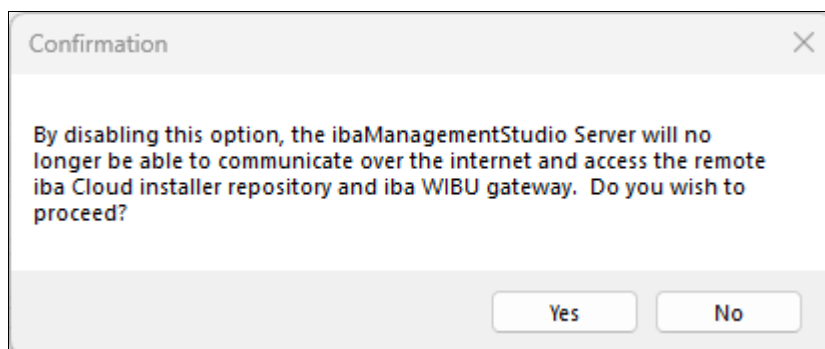 Confirmation
By disabling this option, the ibaManagementStudio Server will no
longer be able to communicate over the internet and access the remote
iba Cloud installer repository and iba WIBU gateway.  Do you wish to
proceed?
Yes
No